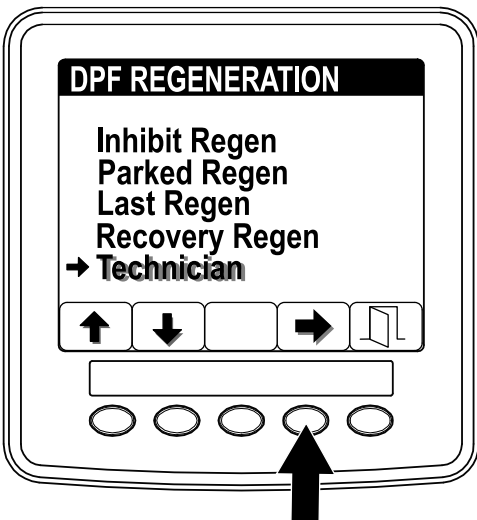 DPF REGENERATION
Inhibit Regen
Parked Regen
Last Regen
Recovery Regen
Technician